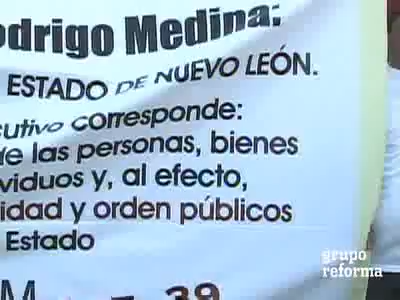 odrigo Medina:
ESTADO DE NUEVO LEÓN.
cutivo corresponde:
de las personas, bienes
viduos y, al efecto,
idad y orden públicos
Estado
M
39
grupo
reforma